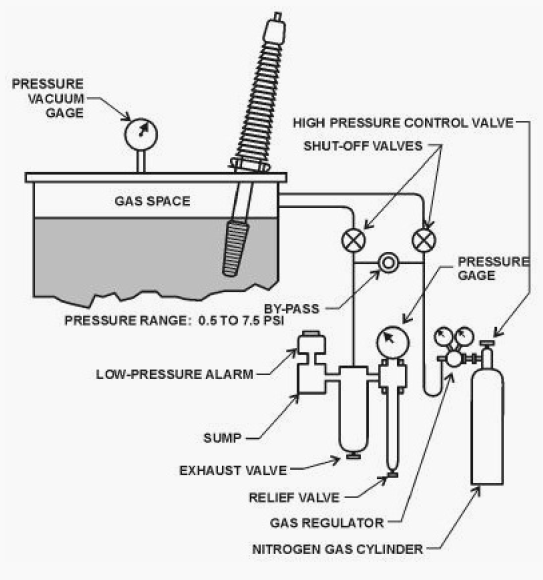 PRESSURE
VACUUM
GAGE
HIGH PRESSURE CONTROL VALVE
SHUT-OFF VALVES
GAS SPACE
PRESSURE
GAGE
BY-PASS
PRESSURE RANGE: 0.5 TO 7.5 PSI
LOW-PRESSURE ALARM
SUMP
EXHAUST VALVE
RELIEF VALVE
GAS REGULATOR
NITROGEN GAS CYLINDER